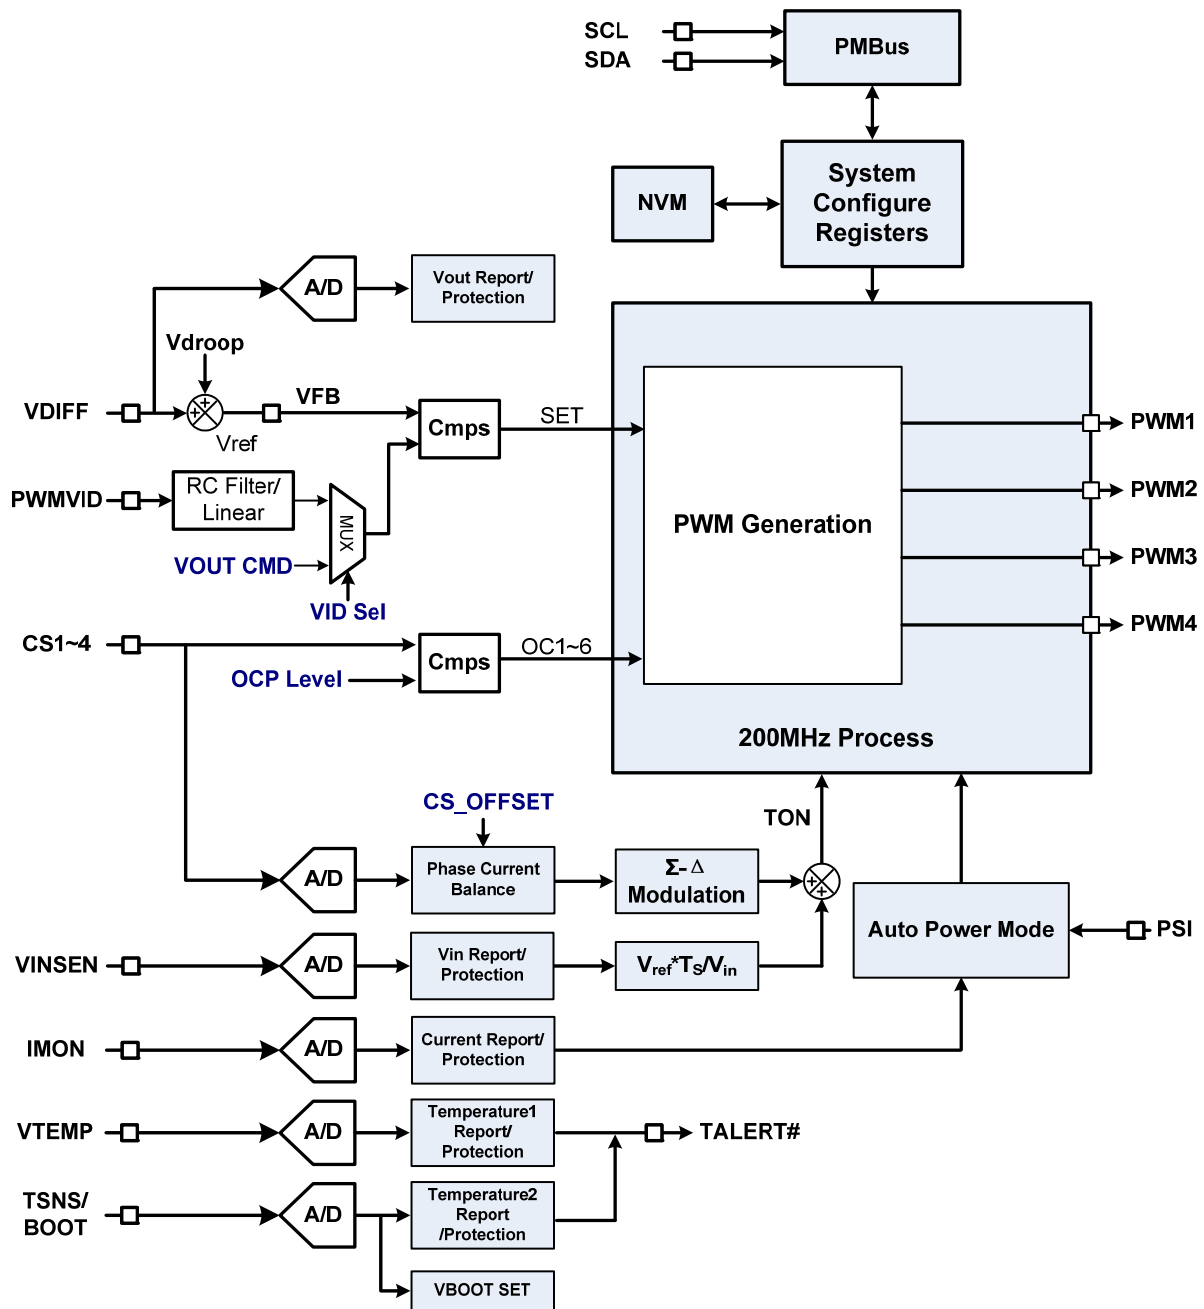 SCL
SDA
PMBus
NVM
System
Configure
Registers
A/D
Vout Report/
Protection
Vdroop
VDIFF
+
+
VFB
Vref
Cmps
SET
PWMVID
RC Filter/
Linear
MUX
VOUT CMD
VID Sel
PWM Generation
PWM1
PWM2
PWM3
PWM4
CS1~4
OCP Level
Cmps
OC1~6
200MHz Process
CS_OFFSET
TON
A/D
Phase Current
Balance
Σ-Δ
Modulation
+
+
Auto Power Mode
PSI
VINSEN
A/D
Vin Report/
Protection
Vref*TS/Vin
IMON
A/D
Current Report/
Protection
VTEMP
A/D
Temperature1
Report/
Protection
TALERT#
TSNS/
BOOT
A/D
Temperature2
Report
/Protection
VBOOT SET